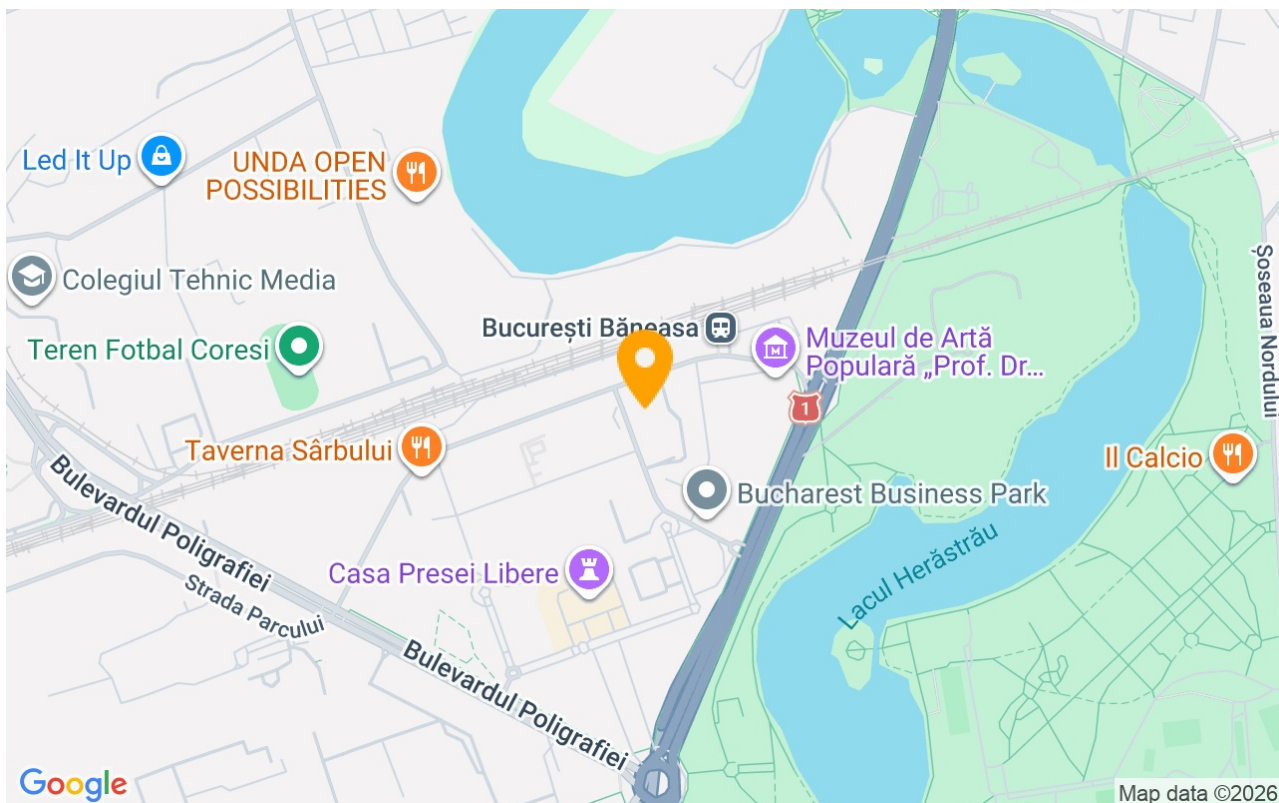 Led It Up
UNDA OPEN
POSSIBILITIES
Colegiul Tehnic Media
Teren Fotbal Coresi
București Băneasa
Muzeul de Artă
Populară „Prof. Dr...
1
Șoseaua Nordului
Taverna Sârbului
Il Calcio
Bucharest Business Park
Bulevardul Poligrafiei
Casa Presei Libere
Strada Parcului
Lacul Herăstrău
Bulevardul Poligrafiei
Google
Map data ©2026